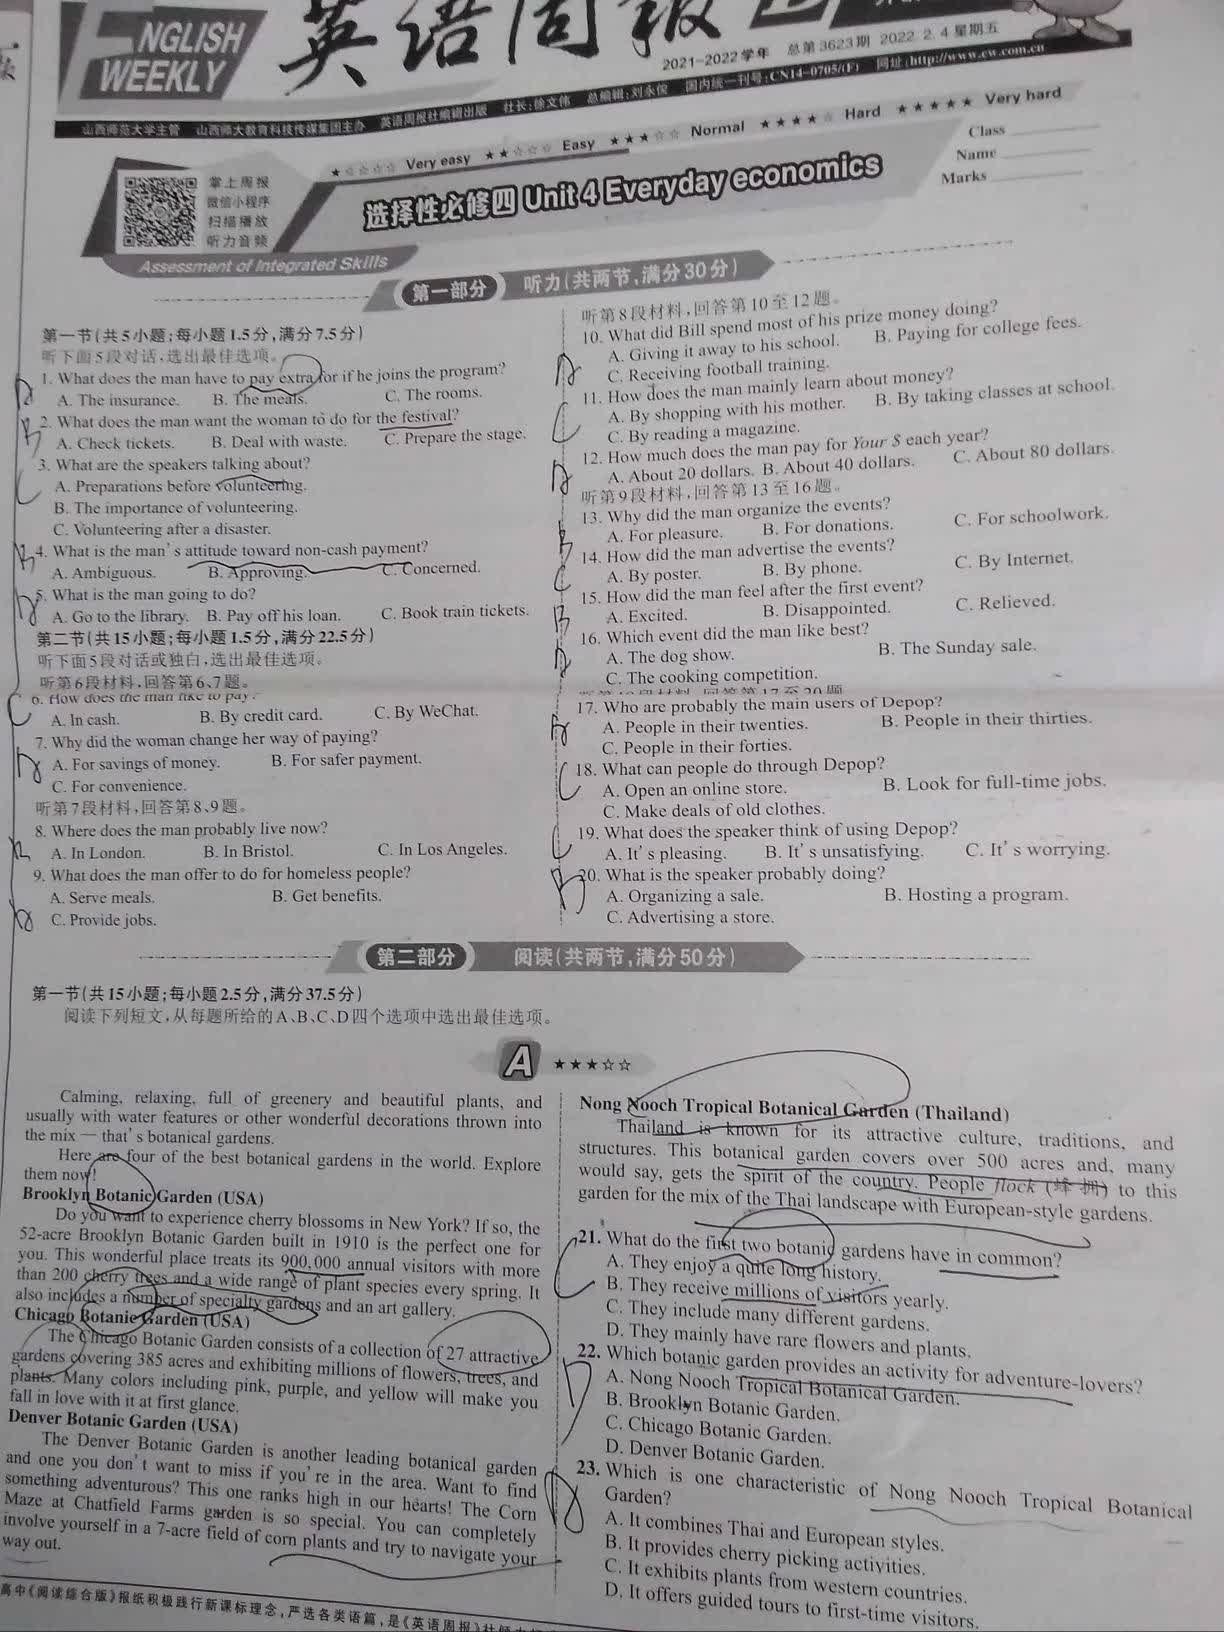 ENGLISH
WEEKLY
英语周报
2021-2022学年 总第3623期 2022.2.4星期五
山西师范大学主管 山西师大教育科技传媒集团主办 英语周报社编辑出版 社长:徐文伟 总编辑:刘永俊 国内统一刊号:CN14-0705/(F) 网址:http://www.ew.com.cn
★☆☆☆☆ Very easy ★★☆☆☆ Easy ★★★☆☆ Normal ★★★★☆ Hard ★★★★★ Very hard
掌上周报
微信小程序
扫描播放
听力音频
选择性必修四 Unit 4 Everyday economics
Class
Name
Marks
Assessment of Integrated Skills
第一部分 听力(共两节,满分30分)
第一节(共5小题;每小题1.5分,满分7.5分)
听下面5段对话,选出最佳选项。
1. What does the man have to pay extra for if he joins the program?
A. The insurance. B. The meals. C. The rooms.
2. What does the man want the woman to do for the festival?
A. Check tickets. B. Deal with waste. C. Prepare the stage.
3. What are the speakers talking about?
A. Preparations before volunteering.
B. The importance of volunteering.
C. Volunteering after a disaster.
4. What is the man's attitude toward non-cash payment?
A. Ambiguous. B. Approving. C. Concerned.
5. What is the man going to do?
A. Go to the library. B. Pay off his loan. C. Book train tickets.
第二节(共15小题;每小题1.5分,满分22.5分)
听下面5段对话或独白,选出最佳选项。
听第6段材料,回答第6、7题。
6. How does the man like to pay?
A. In cash. B. By credit card. C. By WeChat.
7. Why did the woman change her way of paying?
A. For savings of money. B. For safer payment.
C. For convenience.
听第7段材料,回答第8、9题。
8. Where does the man probably live now?
A. In London. B. In Bristol. C. In Los Angeles.
9. What does the man offer to do for homeless people?
A. Serve meals. B. Get benefits.
C. Provide jobs.
听第8段材料,回答第10至12题。
10. What did Bill spend most of his prize money doing?
A. Giving it away to his school. B. Paying for college fees.
C. Receiving football training.
11. How does the man mainly learn about money?
A. By shopping with his mother. B. By taking classes at school.
C. By reading a magazine.
12. How much does the man pay for Your $ each year?
A. About 20 dollars. B. About 40 dollars. C. About 80 dollars.
听第9段材料,回答第13至16题。
13. Why did the man organize the events?
A. For pleasure. B. For donations. C. For schoolwork.
14. How did the man advertise the events?
A. By poster. B. By phone. C. By Internet.
15. How did the man feel after the first event?
A. Excited. B. Disappointed. C. Relieved.
16. Which event did the man like best?
A. The dog show. B. The Sunday sale.
C. The cooking competition.
17. Who are probably the main users of Depop?
A. People in their twenties. B. People in their thirties.
C. People in their forties.
18. What can people do through Depop?
A. Open an online store. B. Look for full-time jobs.
C. Make deals of old clothes.
19. What does the speaker think of using Depop?
A. It's pleasing. B. It's unsatisfying. C. It's worrying.
20. What is the speaker probably doing?
A. Organizing a sale. B. Hosting a program.
C. Advertising a store.
第二部分 阅读(共两节,满分50分)
第一节(共15小题;每小题2.5分,满分37.5分)
阅读下列短文,从每题所给的A、B、C、D四个选项中选出最佳选项。
A ★★★☆☆
Calming, relaxing, full of greenery and beautiful plants, and
usually with water features or other wonderful decorations thrown into
the mix — that's botanical gardens.
Here are four of the best botanical gardens in the world. Explore
them now!
Brooklyn Botanic Garden (USA)
Do you want to experience cherry blossoms in New York? If so, the
52-acre Brooklyn Botanic Garden built in 1910 is the perfect one for
you. This wonderful place treats its 900,000 annual visitors with more
than 200 cherry trees and a wide range of plant species every spring. It
also includes a number of specialty gardens and an art gallery.
Chicago Botanic Garden (USA)
The Chicago Botanic Garden consists of a collection of 27 attractive
gardens covering 385 acres and exhibiting millions of flowers, trees, and
plants. Many colors including pink, purple, and yellow will make you
fall in love with it at first glance.
Denver Botanic Garden (USA)
The Denver Botanic Garden is another leading botanical garden
and one you don't want to miss if you're in the area. Want to find
something adventurous? This one ranks high in our hearts! The Corn
Maze at Chatfield Farms garden is so special. You can completely
involve yourself in a 7-acre field of corn plants and try to navigate your
way out.
Nong Nooch Tropical Botanical Garden (Thailand)
Thailand is known for its attractive culture, traditions, and
structures. This botanical garden covers over 500 acres and, many
would say, gets the spirit of the country. People flock (蜂拥) to this
garden for the mix of the Thai landscape with European-style gardens.
21. What do the first two botanic gardens have in common?
A. They enjoy a quite long history.
B. They receive millions of visitors yearly.
C. They include many different gardens.
D. They mainly have rare flowers and plants.
22. Which botanic garden provides an activity for adventure-lovers?
A. Nong Nooch Tropical Botanical Garden.
B. Brooklyn Botanic Garden.
C. Chicago Botanic Garden.
D. Denver Botanic Garden.
23. Which is one characteristic of Nong Nooch Tropical Botanical
Garden?
A. It combines Thai and European styles.
B. It provides cherry picking activities.
C. It exhibits plants from western countries.
D. It offers guided tours to first-time visitors.
高中《阅读综合版》报纸积极践行新课标理念,严选各类语篇,是《英语周报》社